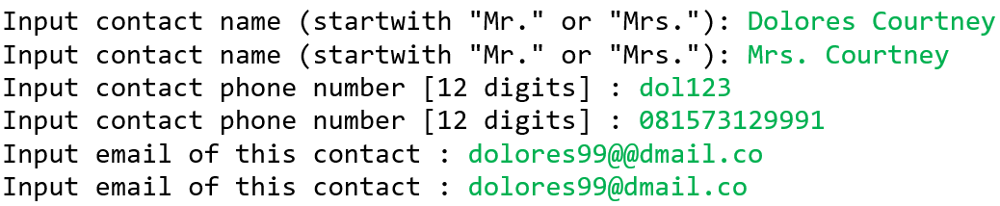 Input contact name (startwith "Mr." or "Mrs."): Dolores Courtney
Input contact name (startwith "Mr." or "Mrs."): Mrs. Courtney
Input contact phone number [12 digits] : dol123
Input contact phone number [12 digits] : 081573129991
Input email of this contact : dolores99@@dmail.co
Input email of this contact : dolores99@dmail.co